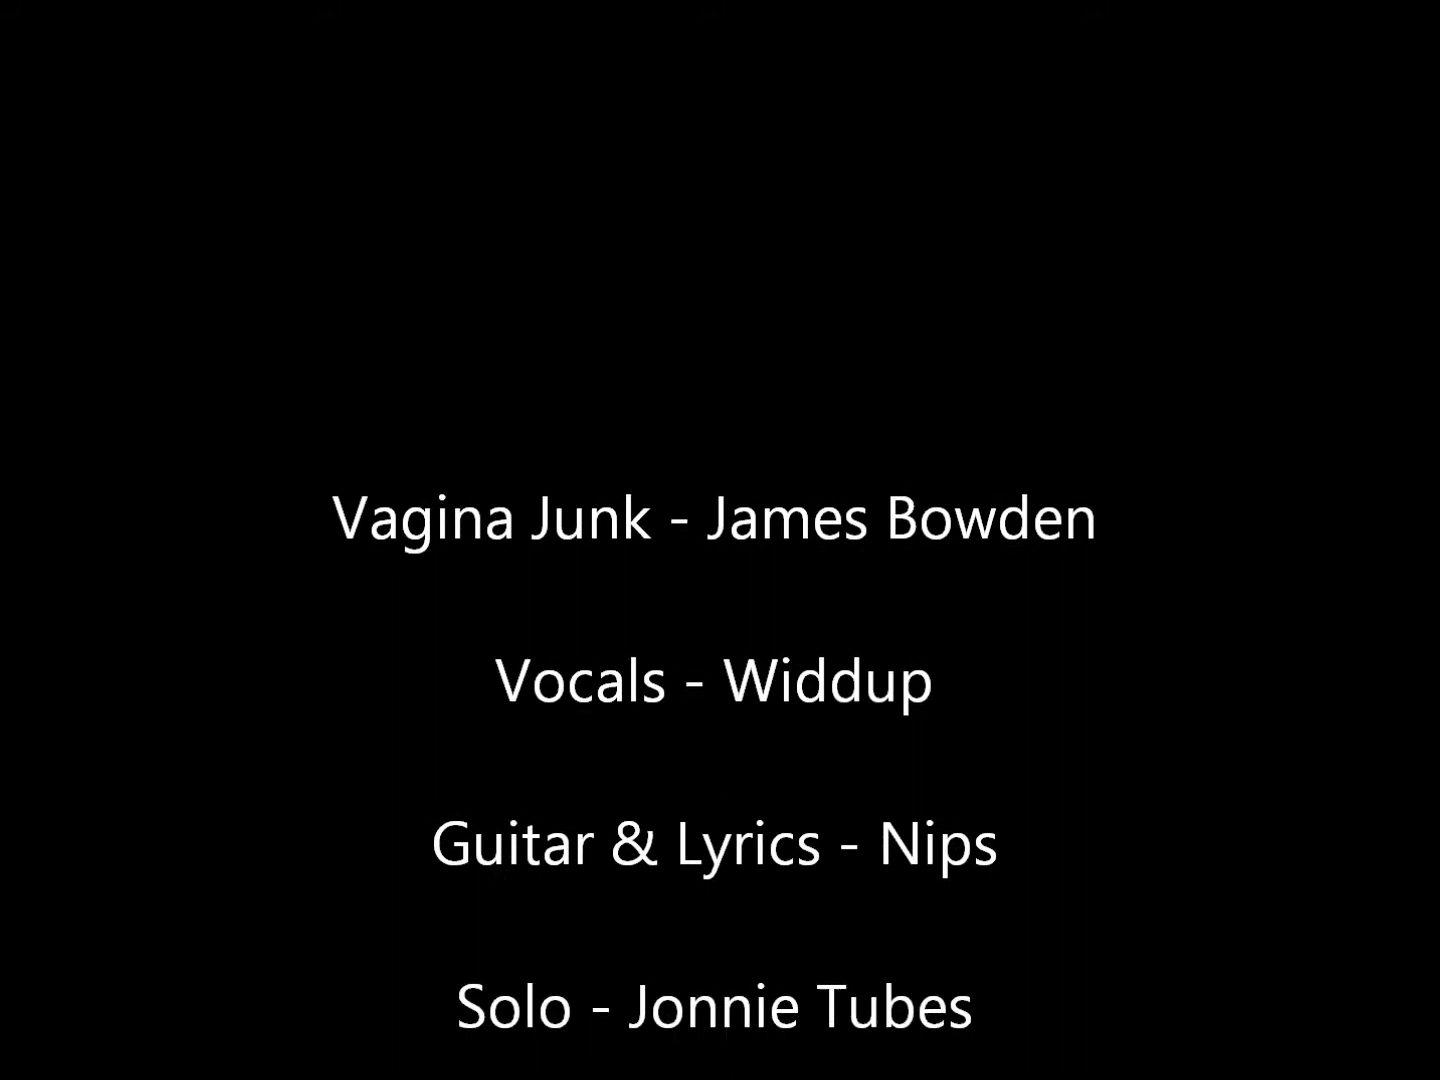 Vagina Junk - James Bowden
Vocals - Widdup
Guitar & Lyrics - Nips
Solo - Jonnie Tubes